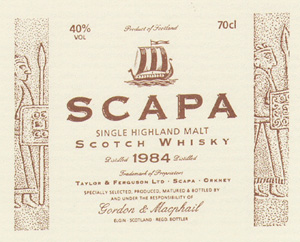 40% VOL
Product of Scotland
70cl
SCAPA
SINGLE HIGHLAND MALT
SCOTCH WHISKY
Distilled 1984 Distilled
Trademark of Proprietors
TAYLOR & FERGUSON LTD · SCAPA · ORKNEY
SPECIALLY SELECTED, PRODUCED, MATURED & BOTTLED BY
AND UNDER THE RESPONSIBILITY OF
Gordon & Macphail
ELGIN SCOTLAND REGD. BOTTLER